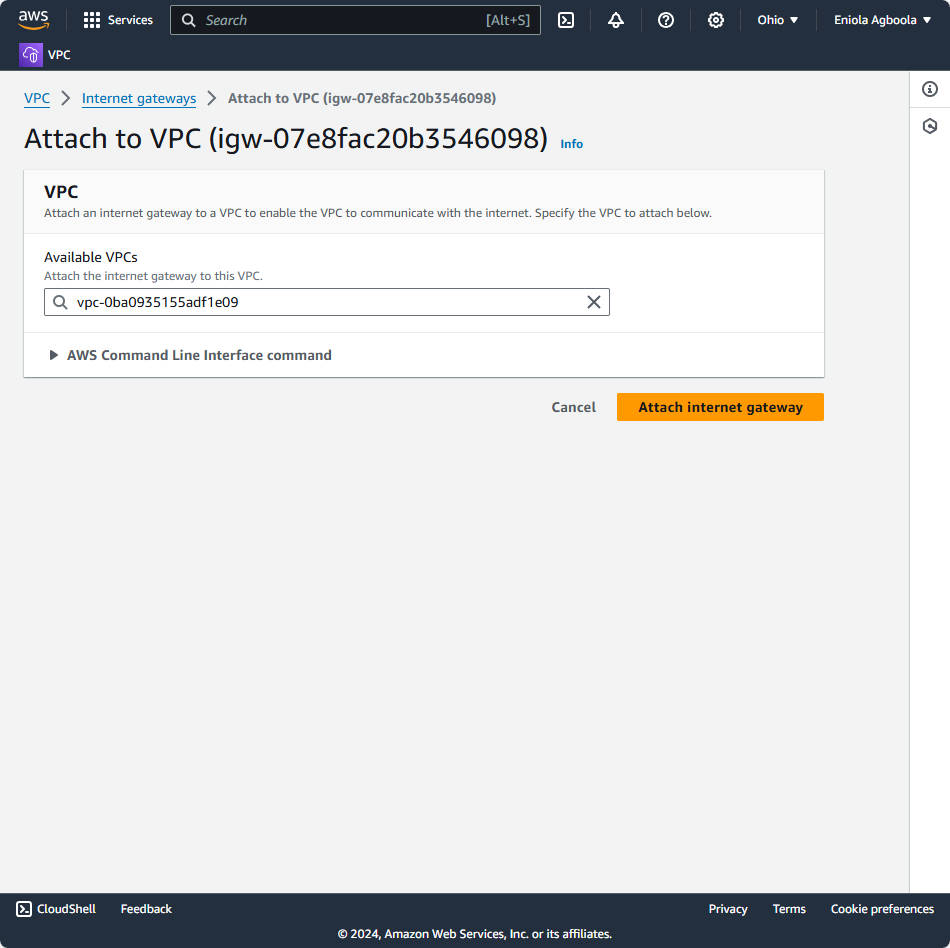 aws Services Search [Alt+S] Ohio Eniola Agboola
VPC
VPC Internet gateways Attach to VPC (igw-07e8fac20b3546098)
Attach to VPC (igw-07e8fac20b3546098) Info
VPC
Attach an internet gateway to a VPC to enable the VPC to communicate with the internet. Specify the VPC to attach below.
Available VPCs
Attach the internet gateway to this VPC.
vpc-0ba0935155adf1e09
AWS Command Line Interface command
Cancel Attach internet gateway
CloudShell Feedback Privacy Terms Cookie preferences
© 2024, Amazon Web Services, Inc. or its affiliates.